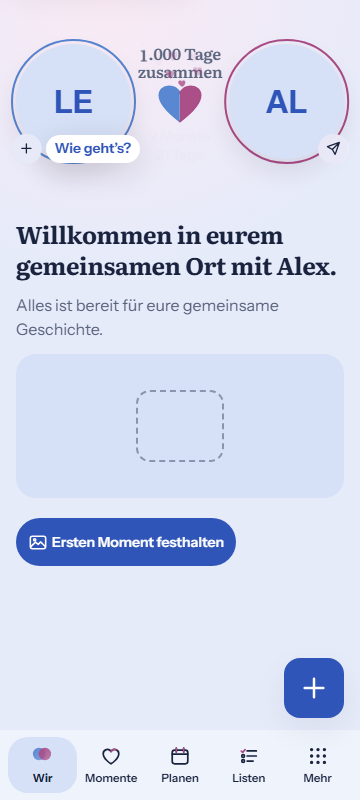 1.000 Tage
zusammen
LE
AL
Wie geht's?
Willkommen in eurem
gemeinsamen Ort mit Alex.
Alles ist bereit für eure gemeinsame
Geschichte.
Ersten Moment festhalten
Wir
Momente
Planen
Listen
Mehr